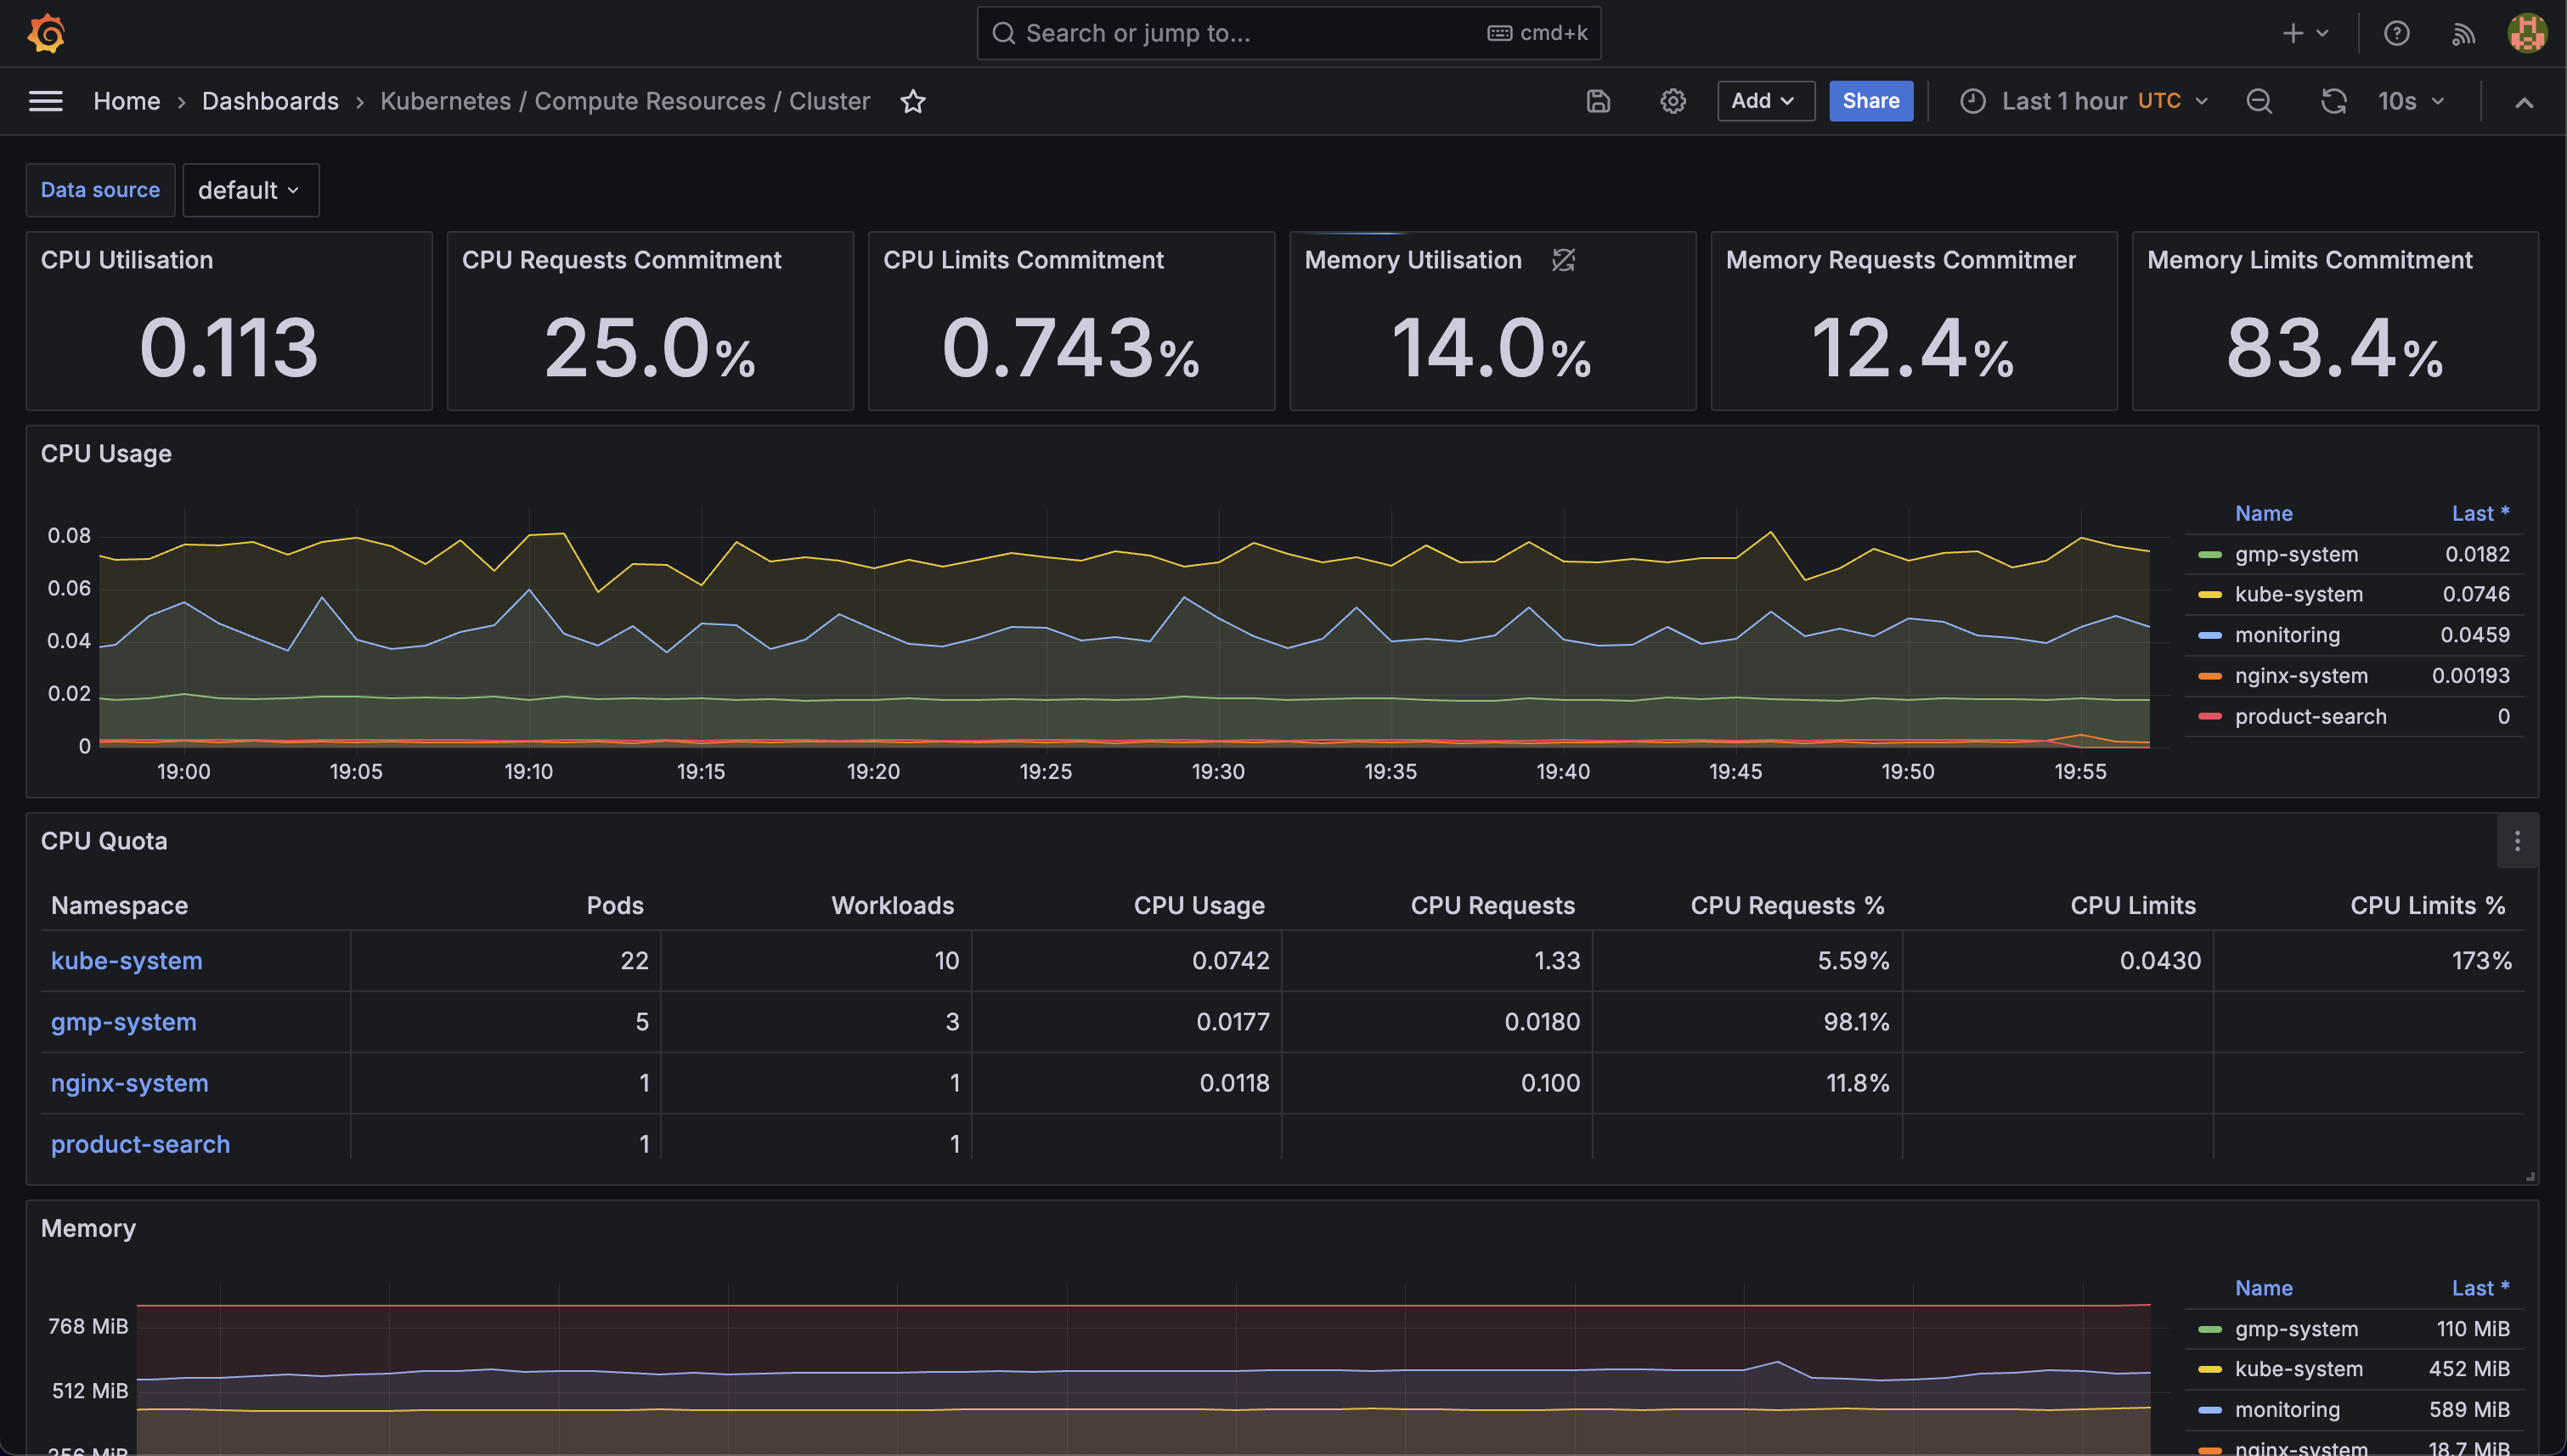 Search or jump to... cmd+k
Home › Dashboards › Kubernetes / Compute Resources / Cluster Add Share Last 1 hour UTC 10s
Data source default
CPU Utilisation
0.113
CPU Requests Commitment
25.0%
CPU Limits Commitment
0.743%
Memory Utilisation
14.0%
Memory Requests Commitmer
12.4%
Memory Limits Commitment
83.4%
CPU Usage
0.08
0.06
0.04
0.02
0
19:00 19:05 19:10 19:15 19:20 19:25 19:30 19:35 19:40 19:45 19:50 19:55
Name Last *
gmp-system 0.0182
kube-system 0.0746
monitoring 0.0459
nginx-system 0.00193
product-search 0
CPU Quota
Namespace Pods Workloads CPU Usage CPU Requests CPU Requests % CPU Limits CPU Limits %
kube-system 22 10 0.0742 1.33 5.59% 0.0430 173%
gmp-system 5 3 0.0177 0.0180 98.1%
nginx-system 1 1 0.0118 0.100 11.8%
product-search 1 1
Memory
768 MiB
512 MiB
256 MiB
Name Last *
gmp-system 110 MiB
kube-system 452 MiB
monitoring 589 MiB
nginx-system 18.7 MiB